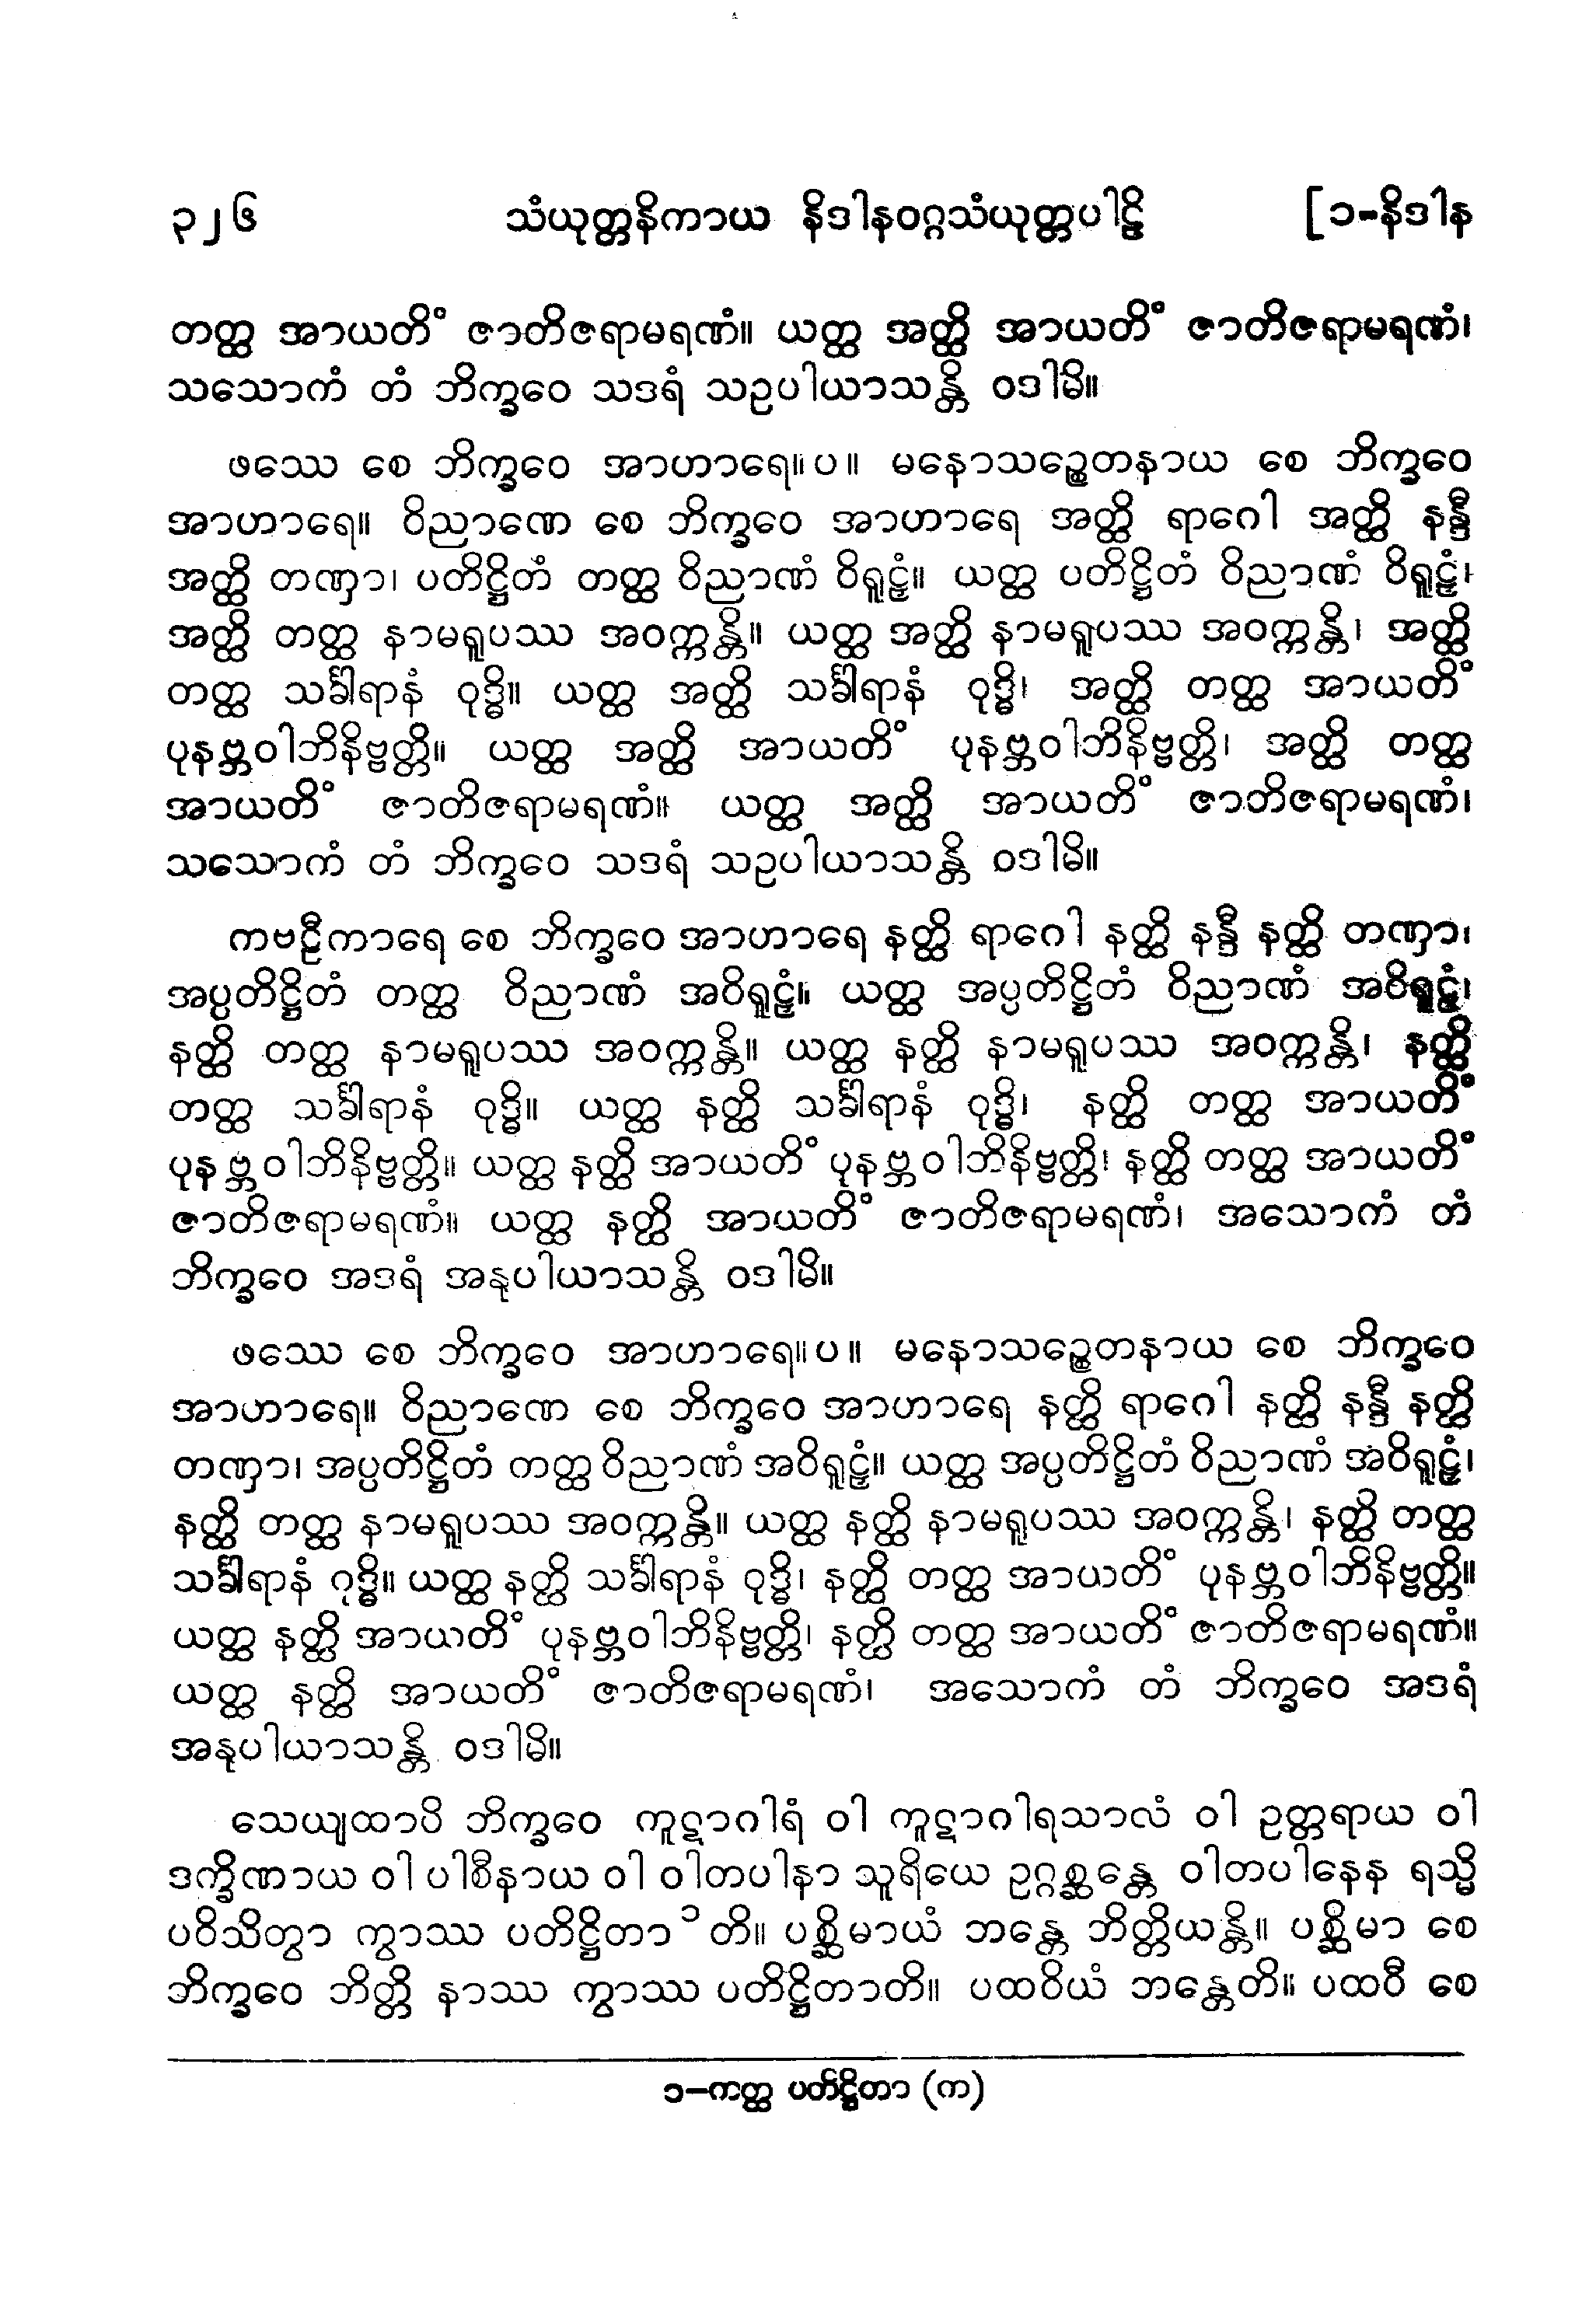 ၃၂၆ သံယုတ္တနိကာယ နိဒါနဝဂ္ဂသံယုတ္တပါဠိ [၁-နိဒါန
တတ္ထ အာယတိံ ဇာတိဇရာမရဏံ။ ယတ္ထ အတ္ထိ အာယတိံ ဇာတိဇရာမရဏံ၊
သသောကံ တံ ဘိက္ခဝေ သဒရံ သဥပါယာသန္တိ ဝဒါမိ။
ဖဿေ စေ ဘိက္ခဝေ အာဟာရေ။ပ။ မနောသဉ္စေတနာယ စေ ဘိက္ခဝေ
အာဟာရေ။ ဝိညာဏေ စေ ဘိက္ခဝေ အာဟာရေ အတ္ထိ ရာဂေါ အတ္ထိ နန္ဒီ
အတ္ထိ တဏှာ၊ ပတိဋ္ဌိတံ တတ္ထ ဝိညာဏံ ဝိရူဠှံ။ ယတ္ထ ပတိဋ္ဌိတံ ဝိညာဏံ ဝိရူဠှံ၊
အတ္ထိ တတ္ထ နာမရူပဿ အဝက္ကန္တိ။ ယတ္ထ အတ္ထိ နာမရူပဿ အဝက္ကန္တိ၊ အတ္ထိ
တတ္ထ သင်္ခါရာနံ ဝုဒ္ဓိ။ ယတ္ထ အတ္ထိ သင်္ခါရာနံ ဝုဒ္ဓိ၊ အတ္ထိ တတ္ထ အာယတိံ
ပုနဗ္ဘဝါဘိနိဗ္ဗတ္တိ။ ယတ္ထ အတ္ထိ အာယတိံ ပုနဗ္ဘဝါဘိနိဗ္ဗတ္တိ၊ အတ္ထိ တတ္ထ
အာယတိံ ဇာတိဇရာမရဏံ။ ယတ္ထ အတ္ထိ အာယတိံ ဇာဘိဇရာမရဏံ၊
သသောကံ တံ ဘိက္ခဝေ သဒရံ သဥပါယာသန္တိ ဝဒါမိ။
ကဗဠီကာရေ စေ ဘိက္ခဝေ အာဟာရေ နတ္ထိ ရာဂေါ နတ္ထိ နန္ဒီ နတ္ထိ တဏှာ၊
အပ္ပတိဋ္ဌိတံ တတ္ထ ဝိညာဏံ အဝိရူဠှံ။ ယတ္ထ အပ္ပတိဋ္ဌိတံ ဝိညာဏံ အဝိရူဠှံ၊
နတ္ထိ တတ္ထ နာမရူပဿ အဝက္ကန္တိ။ ယတ္ထ နတ္ထိ နာမရူပဿ အဝက္ကန္တိ၊ နတ္ထိ
တတ္ထ သင်္ခါရာနံ ဝုဒ္ဓိ။ ယတ္ထ နတ္ထိ သင်္ခါရာနံ ဝုဒ္ဓိ၊ နတ္ထိ တတ္ထ အာယတိံ
ပုနဗ္ဘဝါဘိနိဗ္ဗတ္တိ။ ယတ္ထ နတ္ထိ အာယတိံ ပုနဗ္ဘဝါဘိနိဗ္ဗတ္တိ၊ နတ္ထိ တတ္ထ အာယတိံ
ဇာတိဇရာမရဏံ။ ယတ္ထ နတ္ထိ အာယတိံ ဇာတိဇရာမရဏံ၊ အသောကံ တံ
ဘိက္ခဝေ အဒရံ အနုပါယာသန္တိ ဝဒါမိ။
ဖဿေ စေ ဘိက္ခဝေ အာဟာရေ။ပ။ မနောသဉ္စေတနာယ စေ ဘိက္ခဝေ
အာဟာရေ။ ဝိညာဏေ စေ ဘိက္ခဝေ အာဟာရေ နတ္ထိ ရာဂေါ နတ္ထိ နန္ဒီ နတ္ထိ
တဏှာ၊ အပ္ပတိဋ္ဌိတံ ကတ္ထ ဝိညာဏံ အဝိရူဠှံ။ ယတ္ထ အပ္ပတိဋ္ဌိတံ ဝိညာဏံ အဝိရူဠှံ၊
နတ္ထိ တတ္ထ နာမရူပဿ အဝက္ကန္တိ။ ယတ္ထ နတ္ထိ နာမရူပဿ အဝက္ကန္တိ၊ နတ္ထိ တတ္ထ
သင်္ခါရာနံ ဂုဒ္ဓိ။ ယတ္ထ နတ္ထိ သင်္ခါရာနံ ဝုဒ္ဓိ၊ နတ္ထိ တတ္ထ အာယတိံ ပုနဗ္ဘဝါဘိနိဗ္ဗတ္တိ။
ယတ္ထ နတ္ထိ အာယတိံ ပုနဗ္ဘဝါဘိနိဗ္ဗတ္တိ၊ နတ္ထိ တတ္ထ အာယတိံ ဇာတိဇရာမရဏံ။
ယတ္ထ နတ္ထိ အာယတိံ ဇာတိဇရာမရဏံ၊ အသောကံ တံ ဘိက္ခဝေ အဒရံ
အနုပါယာသန္တိ ဝဒါမိ။
သေယျထာပိ ဘိက္ခဝေ ကူဋာဂါရံ ဝါ ကူဋာဂါရသာလံ ဝါ ဥတ္တရာယ ဝါ
ဒက္ခိဏာယ ဝါ ပါစီနာယ ဝါ ဝါတပါနာ သူရိယေ ဥဂ္ဂစ္ဆန္တေ ဝါတပါနေန ရသ္မိ
ပဝိသိတွာ ကွာဿ ပတိဋ္ဌိတာ ၁တိ။ ပစ္ဆိမာယံ ဘန္တေ ဘိတ္တိယန္တိ။ ပစ္ဆိမာ စေ
ဘိက္ခဝေ ဘိတ္တိ နာဿ ကွာဿ ပတိဋ္ဌိတာတိ။ ပထဝိယံ ဘန္တေတိ။ ပထဝီ စေ
၁-ကတ္ထ ပတိဋ္ဌိတာ (က)